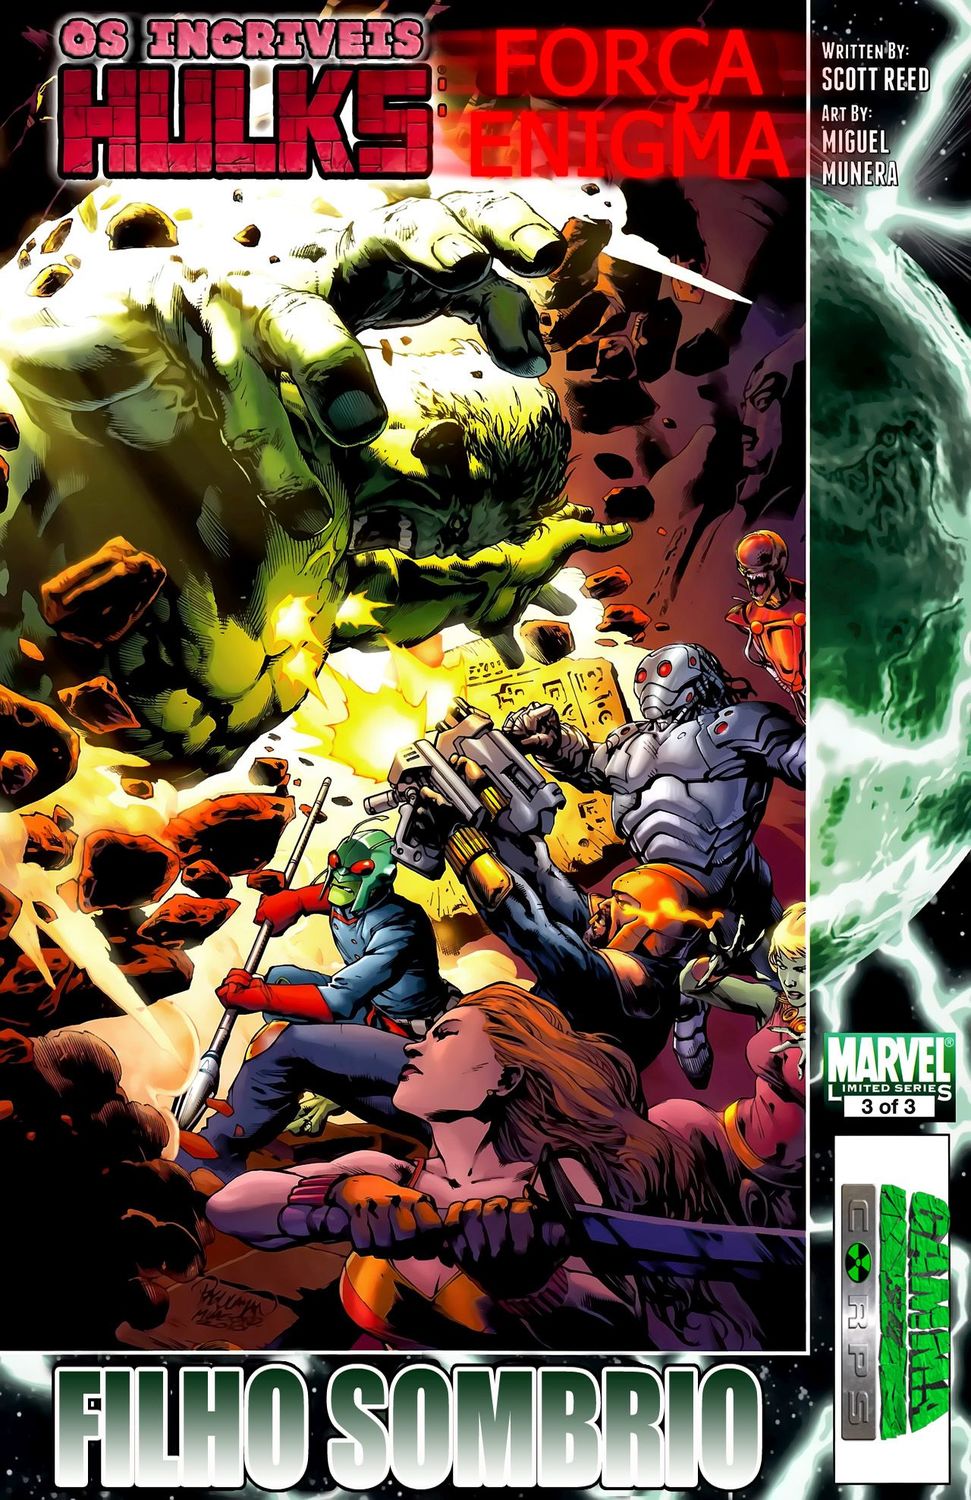 OS INCRIVEIS
HULKS:
FORÇA
ENIGMA
WRITTEN BY:
SCOTT REED
ART BY:
MIGUEL
MUNERA
MARVEL®
LIMITED SERIES
3 of 3
GAMMA
CORPS
FILHO SOMBRIO